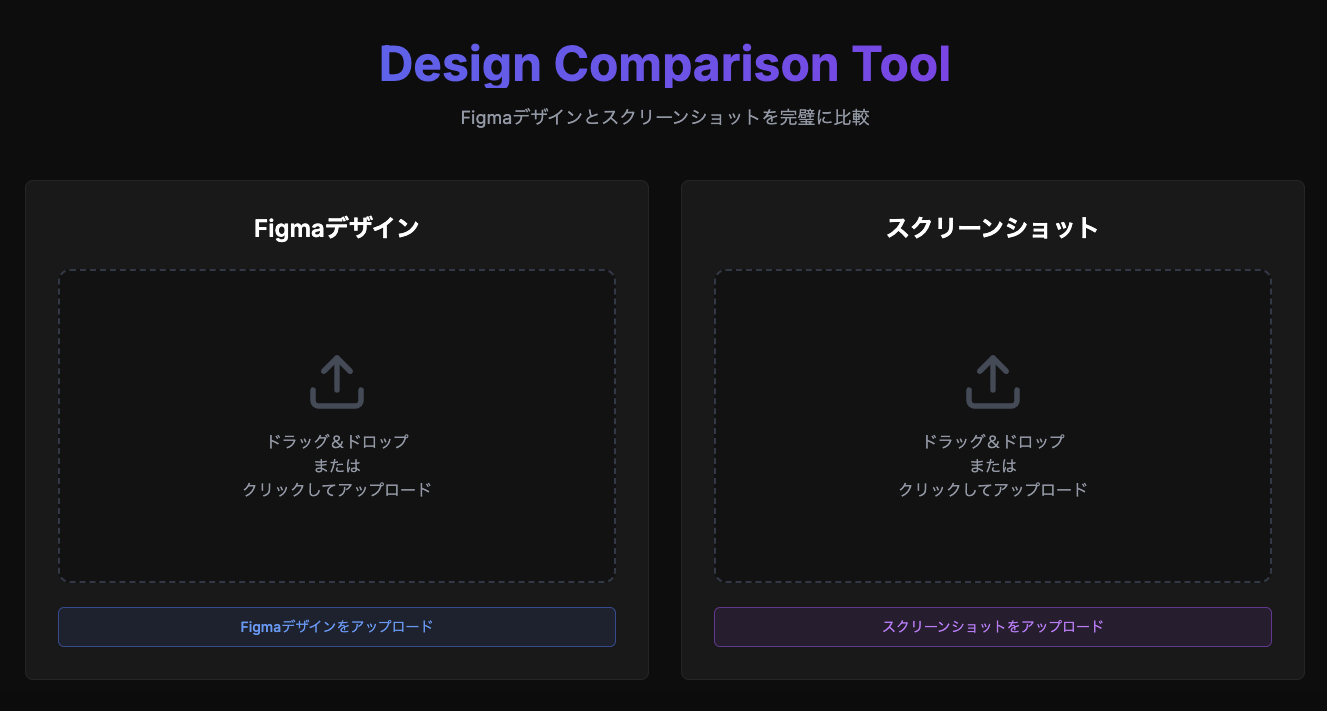 Design Comparison Tool
Figmaデザインとスクリーンショットを完璧に比較
Figmaデザイン
ドラッグ＆ドロップ
または
クリックしてアップロード
Figmaデザインをアップロード
スクリーンショット
ドラッグ＆ドロップ
または
クリックしてアップロード
スクリーンショットをアップロード